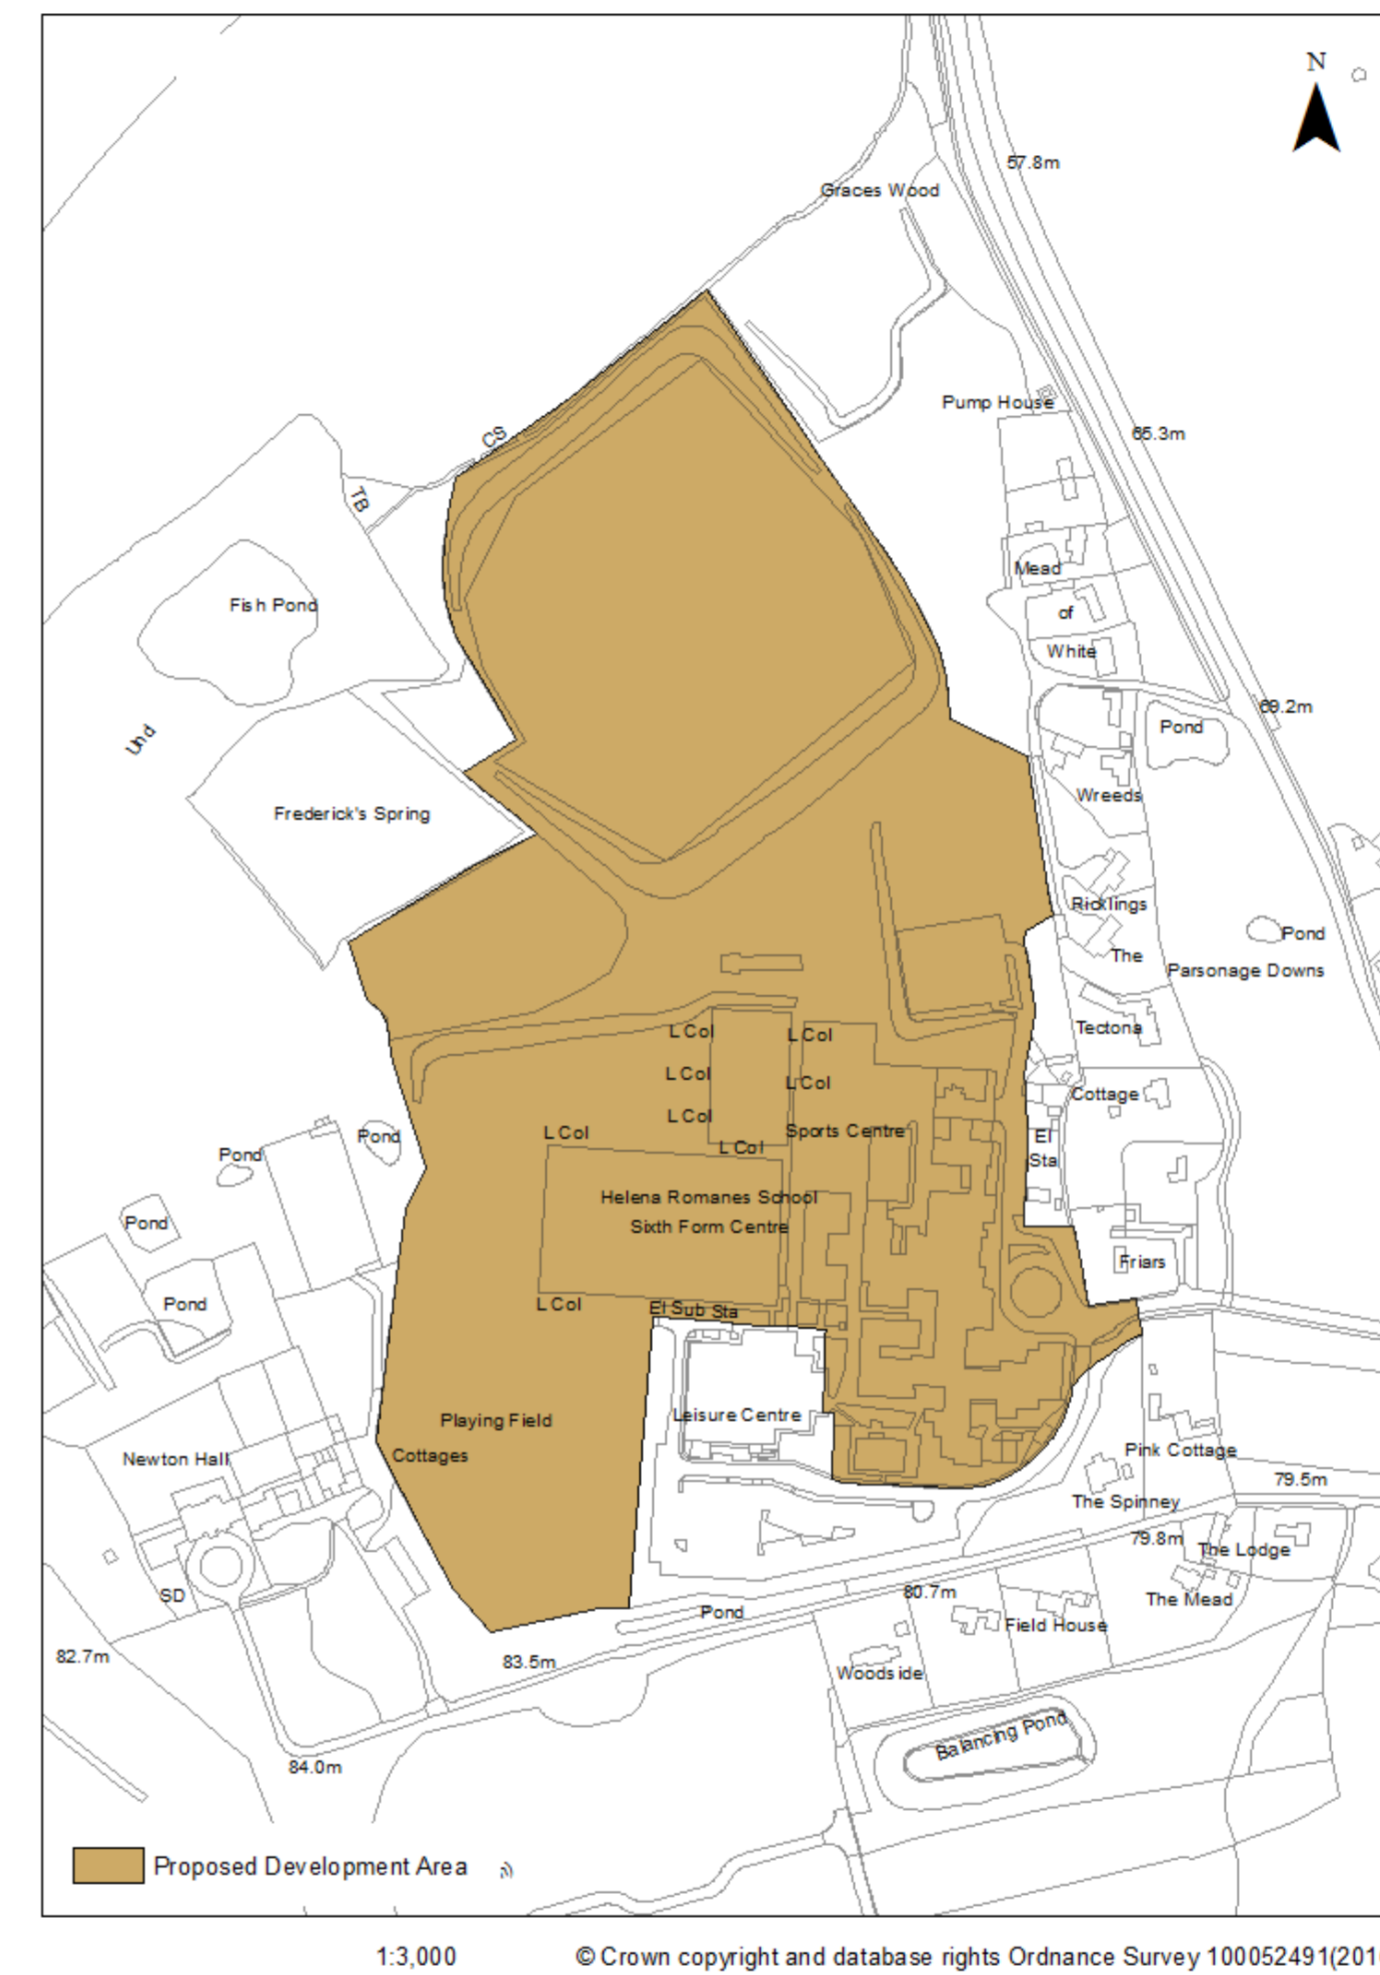 N
57.8m
Graces Wood
Pump House
65.3m
CS
TB
Mead
Fish Pond
of
White
69.2m
Pond
Und
Wreeds
Frederick's Spring
Ricklings
Pond
The
Parsonage Downs
L Col
L Col
Tectona
L Col
L Col
Cottage
L Col
Sports Centre
L Col
Pond
El
Sta
L Col
Pond
Helena Romanes School
Sixth Form Centre
Pond
Friars
Pond
L Col
El Sub Sta
Leisure Centre
Playing Field
Cottages
Newton Hall
Pink Cottage
79.5m
The Spinney
79.8m
The Lodge
SD
80.7m
The Mead
Pond
Field House
82.7m
83.5m
Woodside
Balancing Pond
84.0m
Proposed Development Area
1:3,000
© Crown copyright and database rights Ordnance Survey 100052491(201